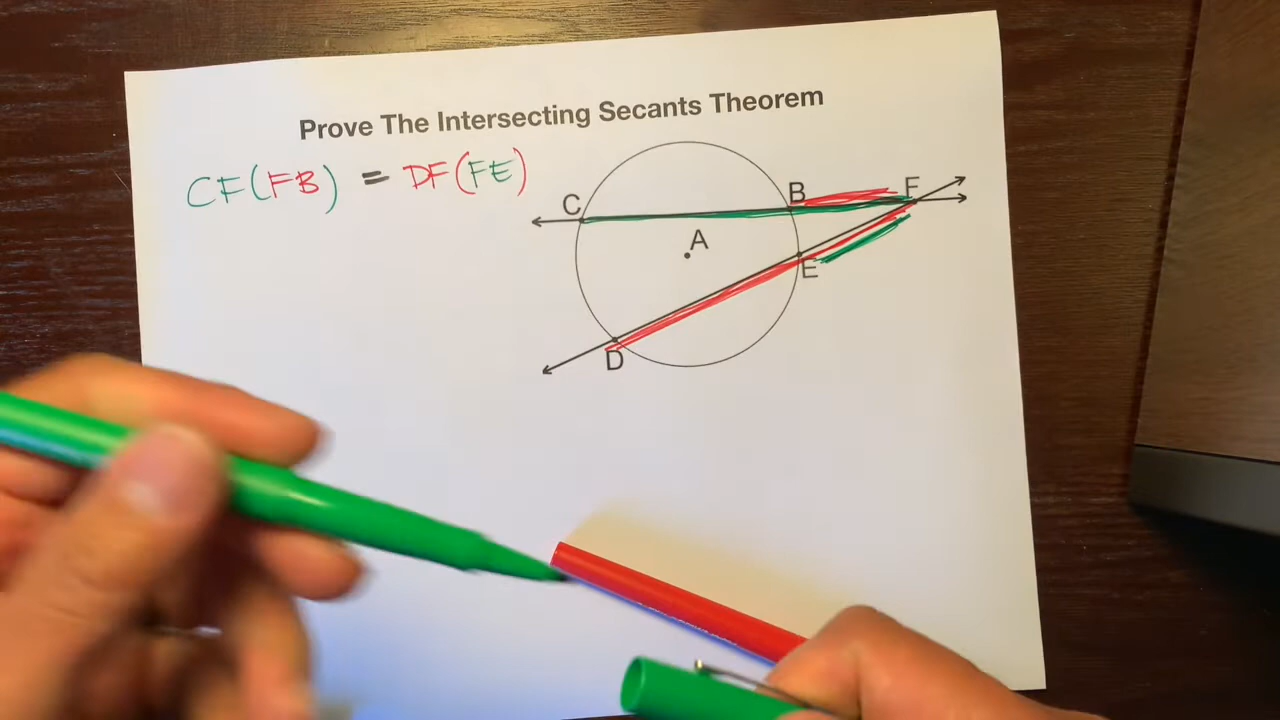 Prove The Intersecting Secants Theorem
CF(FB) = DF(FE)
C
B
F
A
E
D